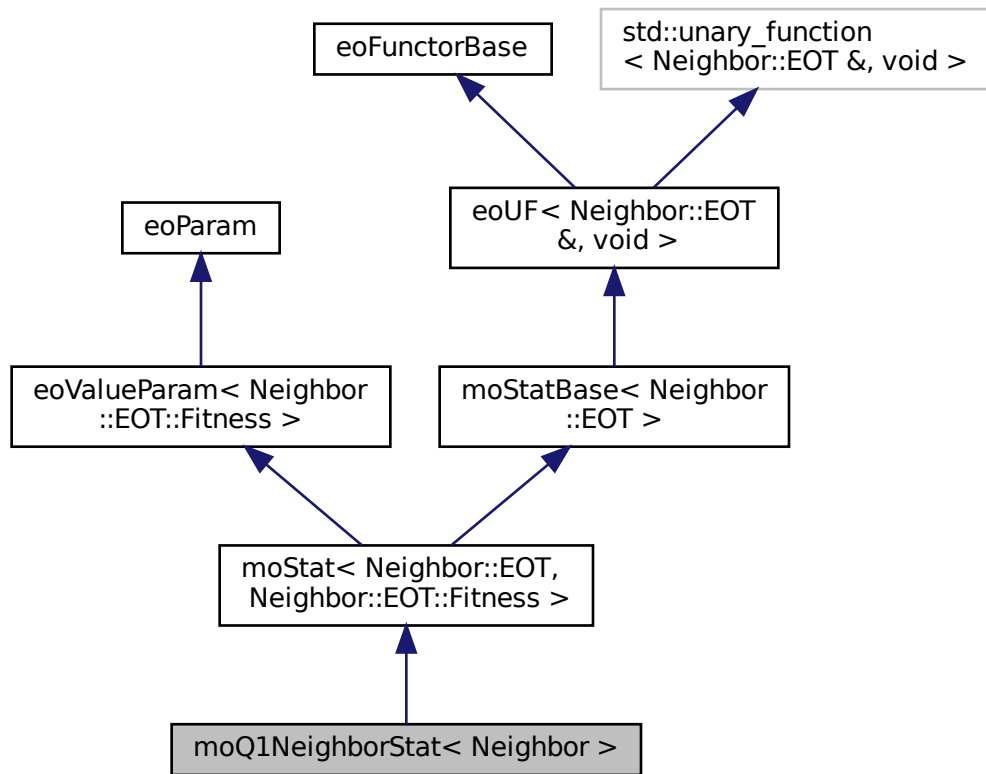 eoFunctorBase
std::unary_function
< Neighbor::EOT &, void >
eoParam
eoUF< Neighbor::EOT
&, void >
eoValueParam< Neighbor
::EOT::Fitness >
moStatBase< Neighbor
::EOT >
moStat< Neighbor::EOT,
Neighbor::EOT::Fitness >
moQ1NeighborStat< Neighbor >